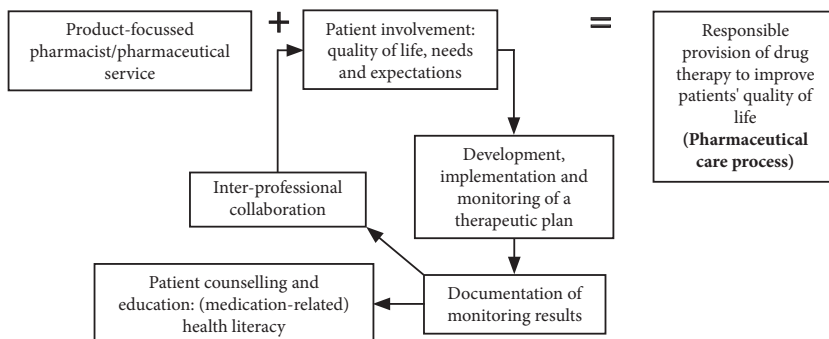 Product-focussed
pharmacist/pharmaceutical
service
+
Patient involvement:
quality of life, needs
and expectations
=
Responsible
provision of drug
therapy to improve
patients' quality of
life
(Pharmaceutical
care process)
Development,
implementation and
monitoring of a
therapeutic plan
Inter-professional
collaboration
Patient counselling and
education: (medication-related)
health literacy
Documentation of
monitoring results